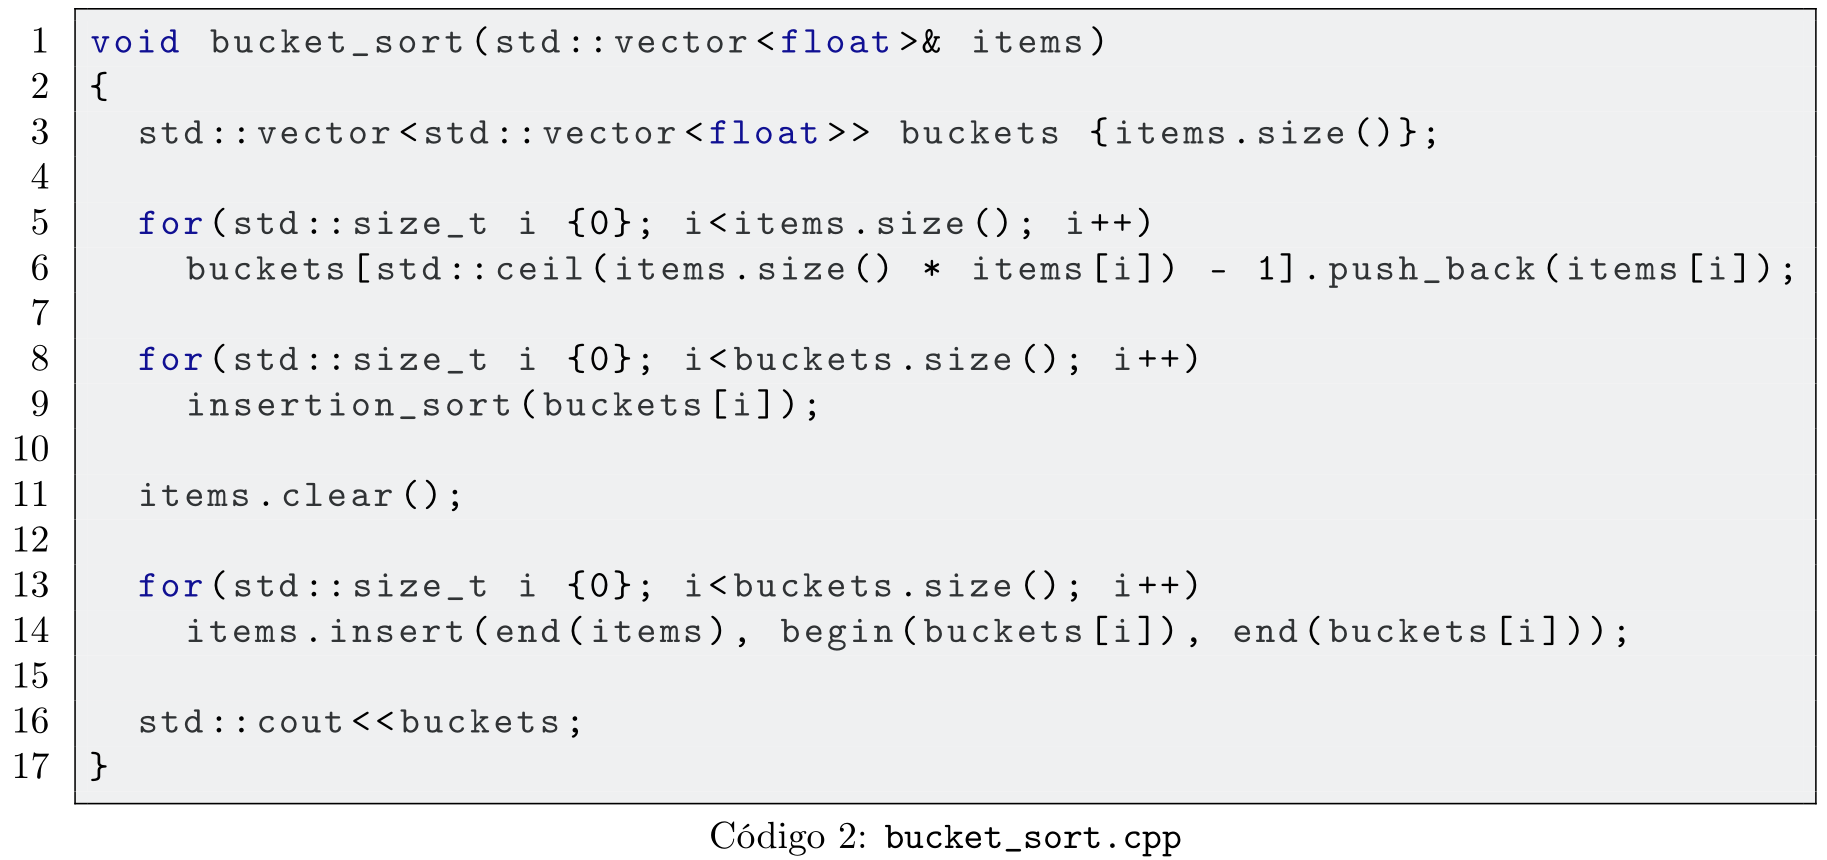 1 void bucket_sort(std::vector<float>& items)
2 {
3   std::vector<std::vector<float>> buckets {items.size()};
4
5   for(std::size_t i {0}; i<items.size(); i++)
6     buckets[std::ceil(items.size() * items[i]) - 1].push_back(items[i]);
7
8   for(std::size_t i {0}; i<buckets.size(); i++)
9     insertion_sort(buckets[i]);
10
11   items.clear();
12
13   for(std::size_t i {0}; i<buckets.size(); i++)
14     items.insert(end(items), begin(buckets[i]), end(buckets[i]));
15
16   std::cout<<buckets;
17 }
Código 2: bucket_sort.cpp